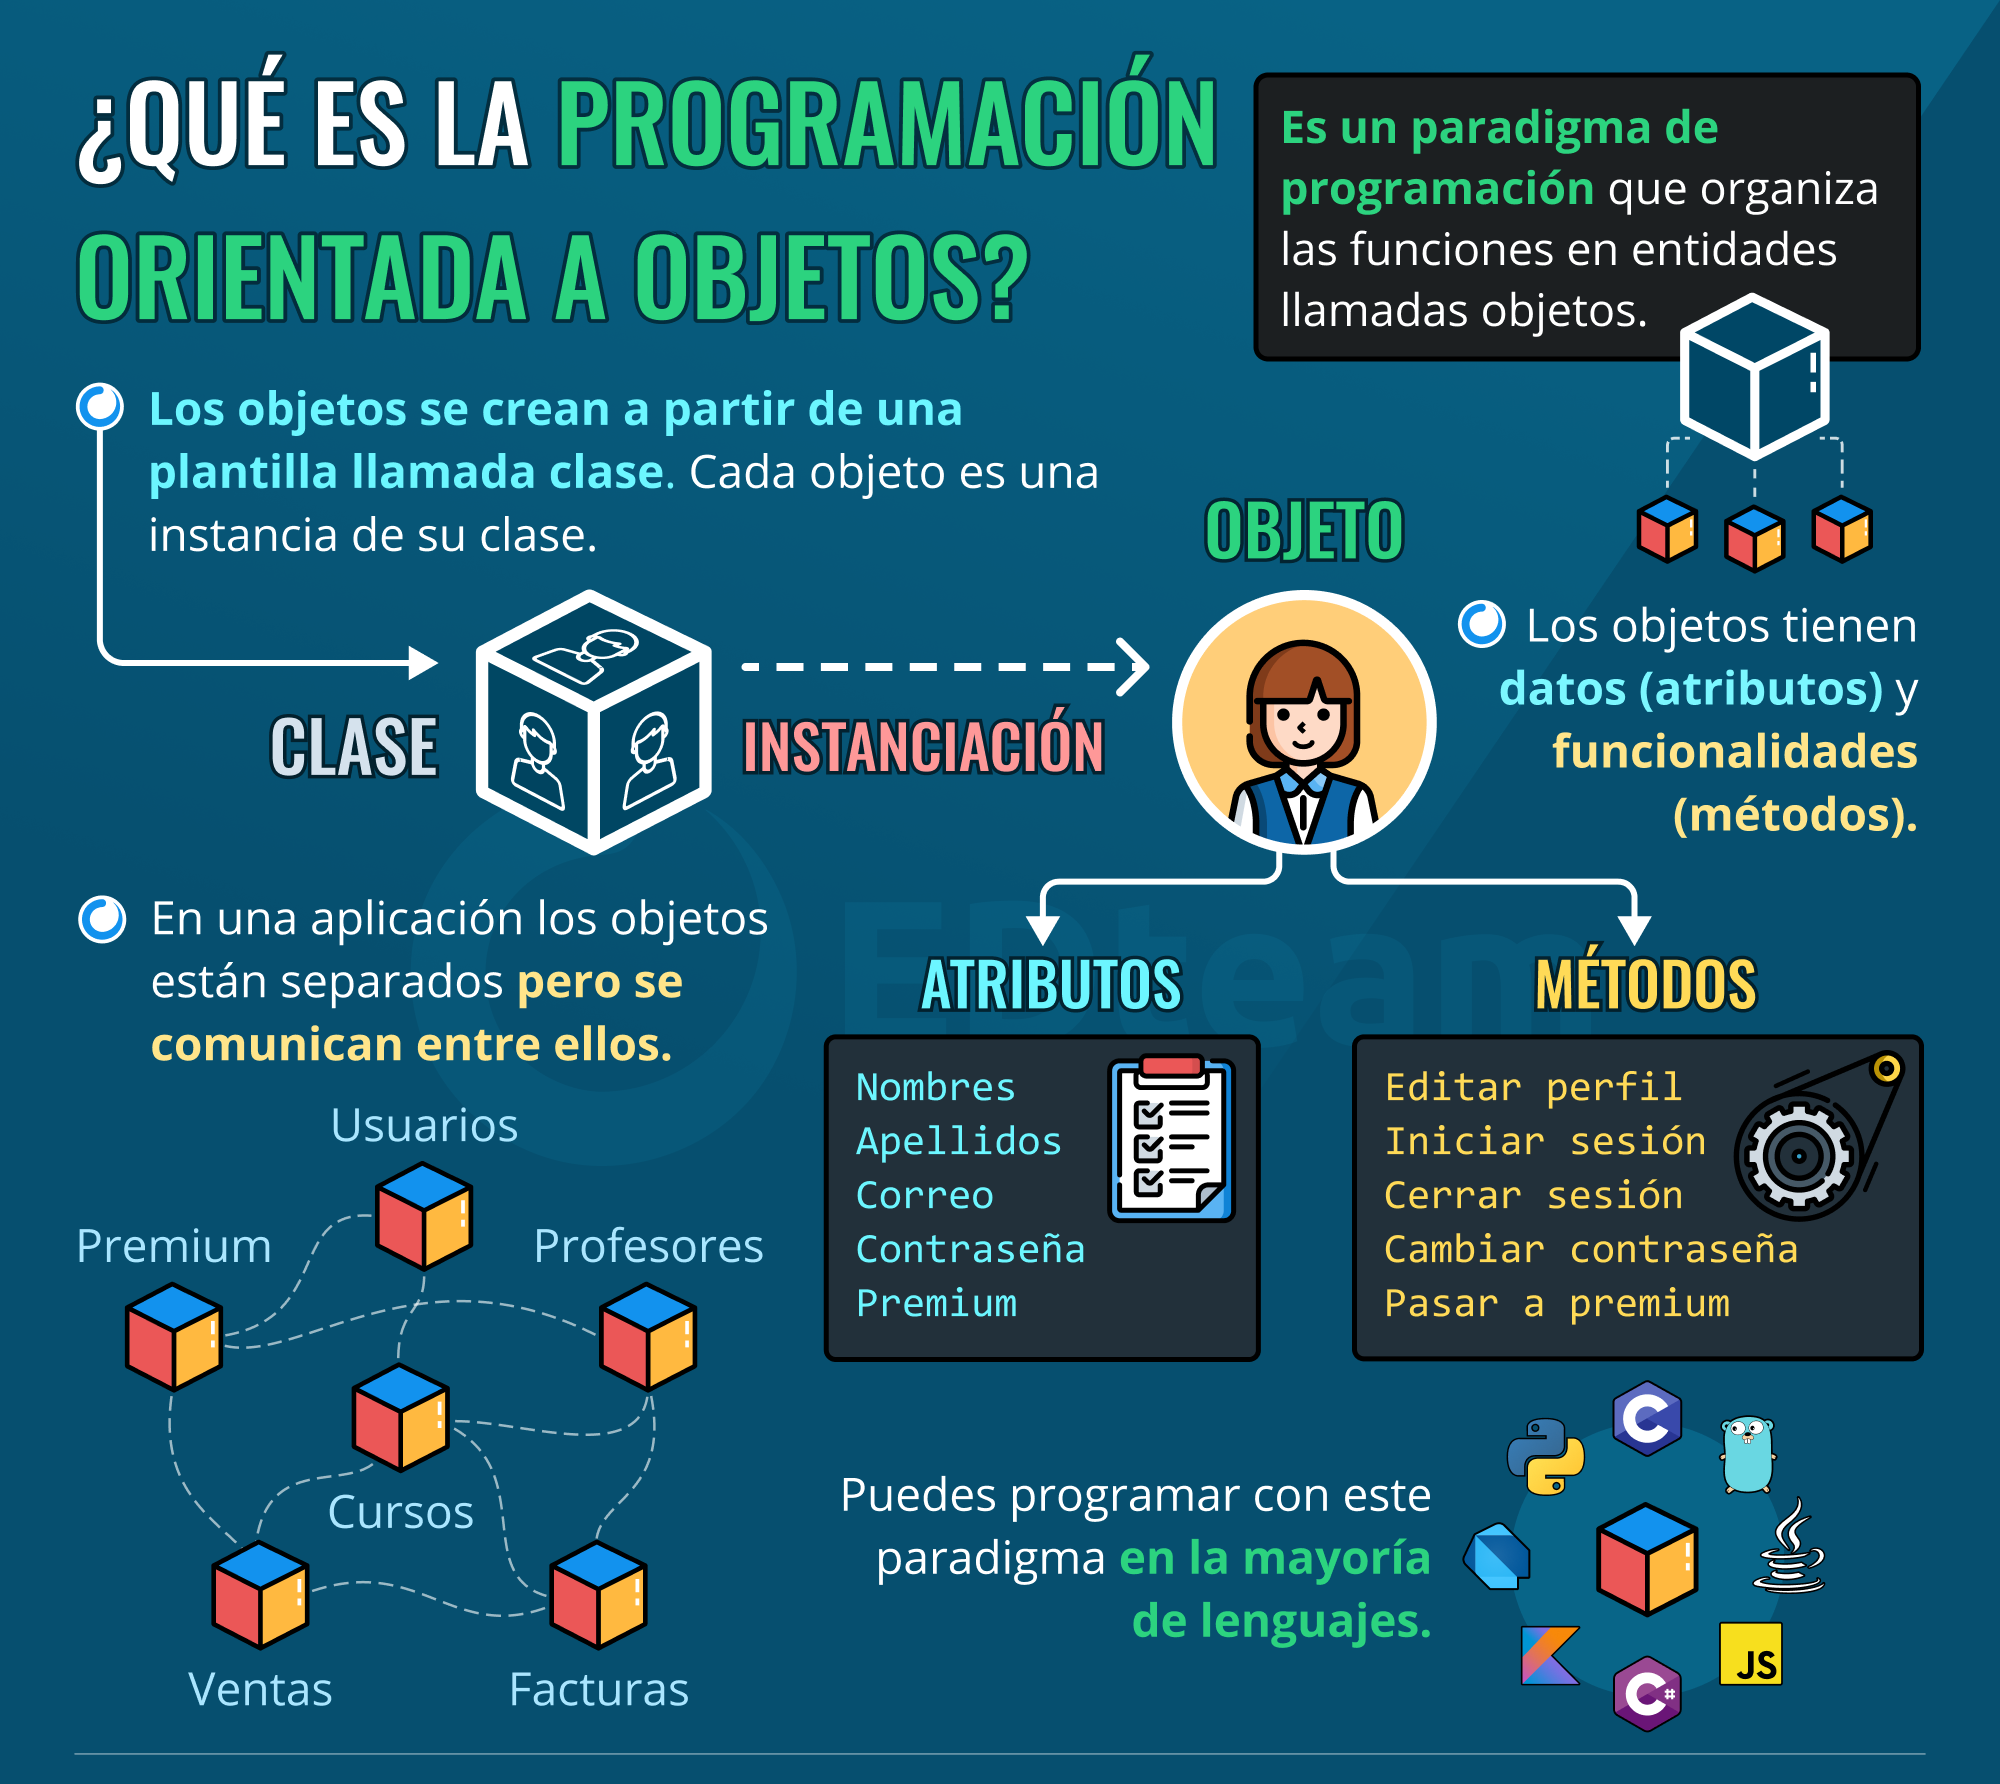 ¿QUÉ ES LA PROGRAMACIÓN
ORIENTADA A OBJETOS?
Es un paradigma de
programación que organiza
las funciones en entidades
llamadas objetos.
Los objetos se crean a partir de una
plantilla llamada clase. Cada objeto es una
instancia de su clase.
CLASE
INSTANCIACIÓN
OBJETO
Los objetos tienen
datos (atributos) y
funcionalidades
(métodos).
En una aplicación los objetos
están separados pero se
comunican entre ellos.
Usuarios
Premium
Profesores
Cursos
Ventas
Facturas
EDteam
ATRIBUTOS
Nombres
Apellidos
Correo
Contraseña
Premium
MÉTODOS
Editar perfil
Iniciar sesión
Cerrar sesión
Cambiar contraseña
Pasar a premium
Puedes programar con este
paradigma en la mayoría
de lenguajes.
C
JS
C#